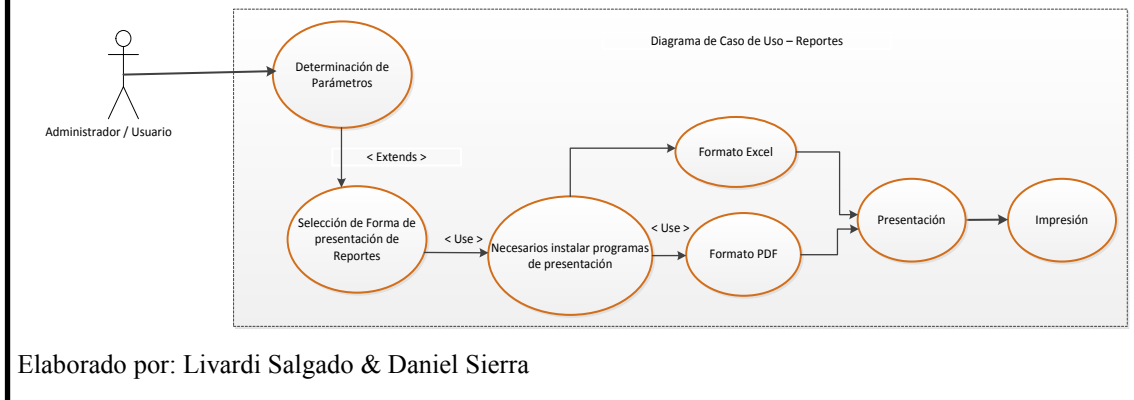 Diagrama de Caso de Uso – Reportes
Determinación de
Parámetros
Administrador / Usuario
< Extends >
Formato Excel
Selección de Forma de
presentación de
Reportes
< Use >
Necesarios instalar programas
de presentación
< Use >
Formato PDF
Presentación
Impresión
Elaborado por: Livardi Salgado & Daniel Sierra